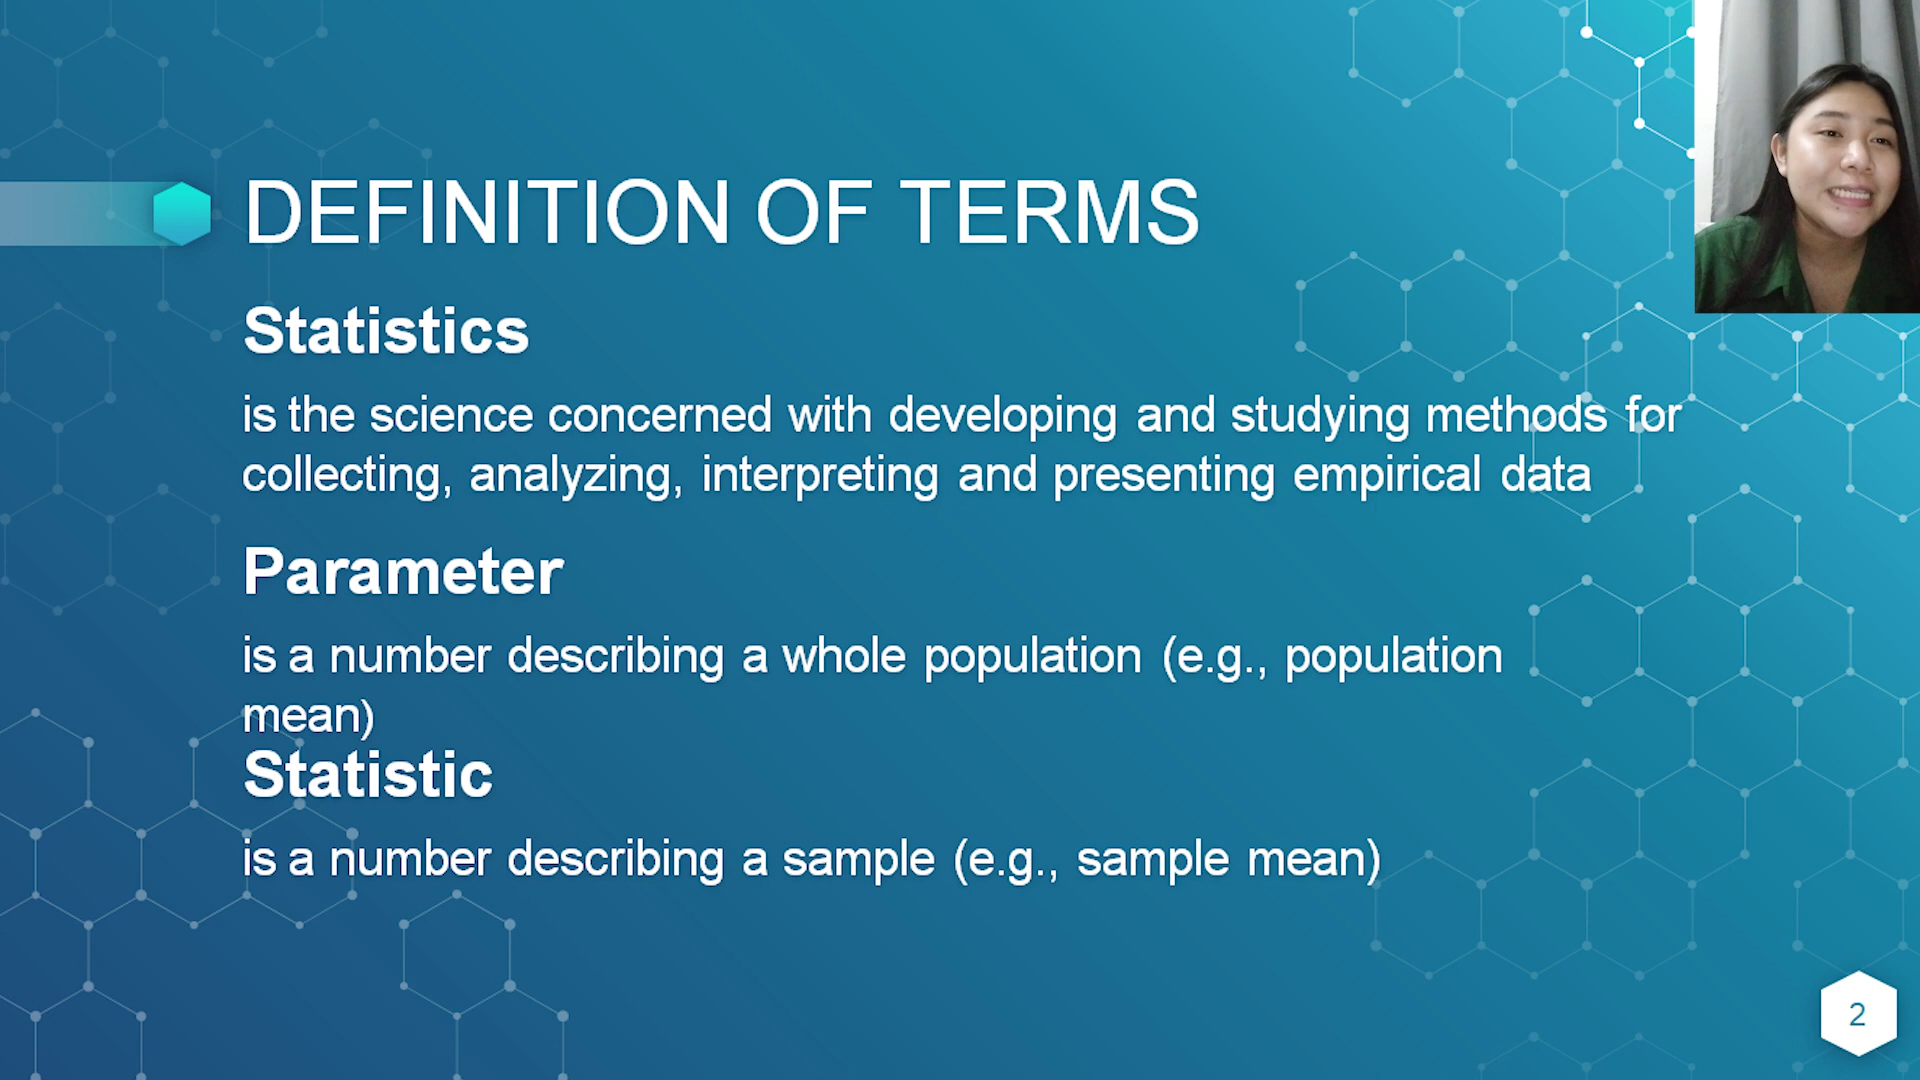 DEFINITION OF TERMS
Statistics
is the science concerned with developing and studying methods for
collecting, analyzing, interpreting and presenting empirical data
Parameter
is a number describing a whole population (e.g., population
mean)
Statistic
is a number describing a sample (e.g., sample mean)
2